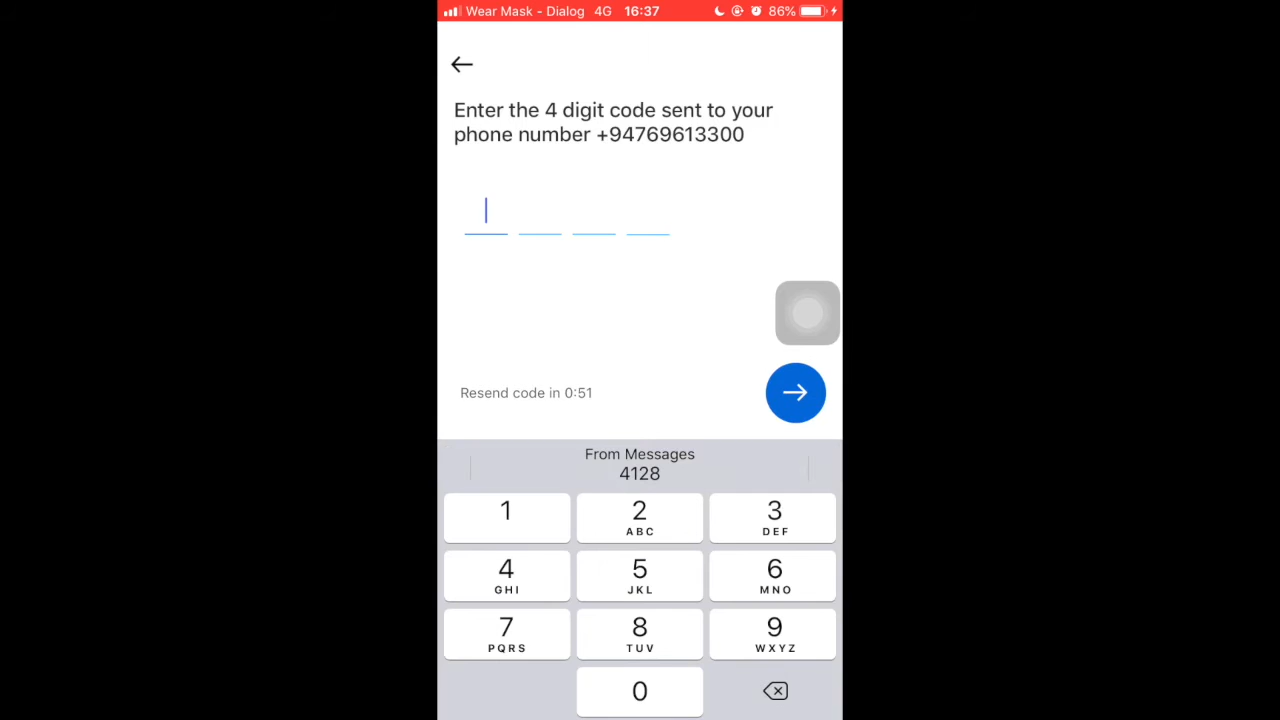 Wear Mask - Dialog 4G 16:37 86%
Enter the 4 digit code sent to your
phone number +94769613300
Resend code in 0:51
From Messages
4128
1 2 3
ABC DEF
4 5 6
GHI JKL MNO
7 8 9
PQRS TUV WXYZ
0